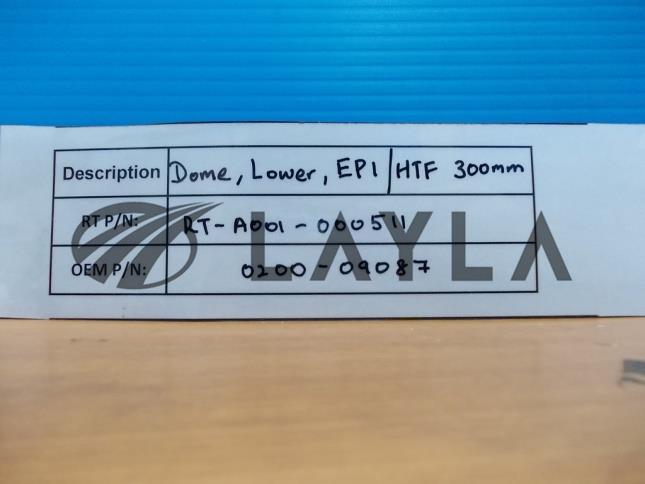 Description Dome, Lower, EPI/HTF 300mm
RT P/N: RT-A001-000511
OEM P/N: 0200-09087
LAYLA